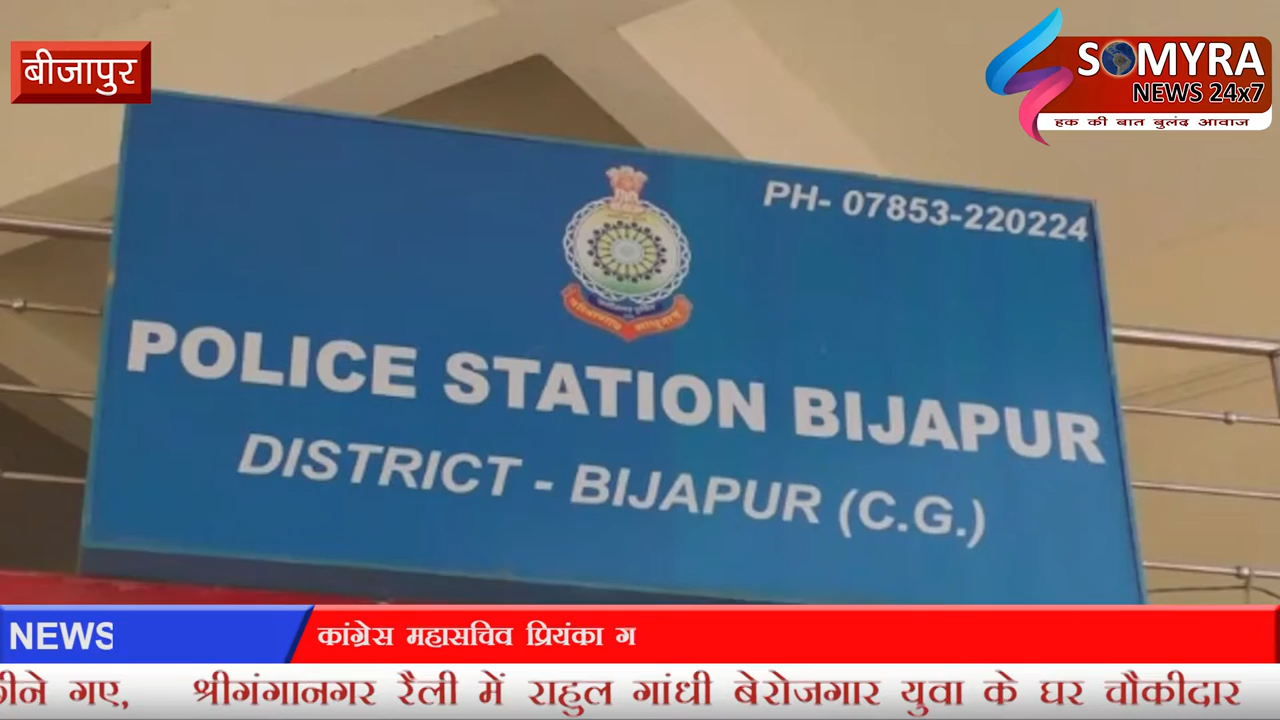 बीजापुर
SOMYRA
NEWS 24x7
हक की बात बुलंद आवाज
PH- 07853-220224
POLICE STATION BIJAPUR
DISTRICT - BIJAPUR (C.G.)
NEWS
कांग्रेस महासचिव प्रियंका ग
गए, श्रीगंगानगर रैली में राहुल गांधी बेरोजगार युवा के घर चौकीदार